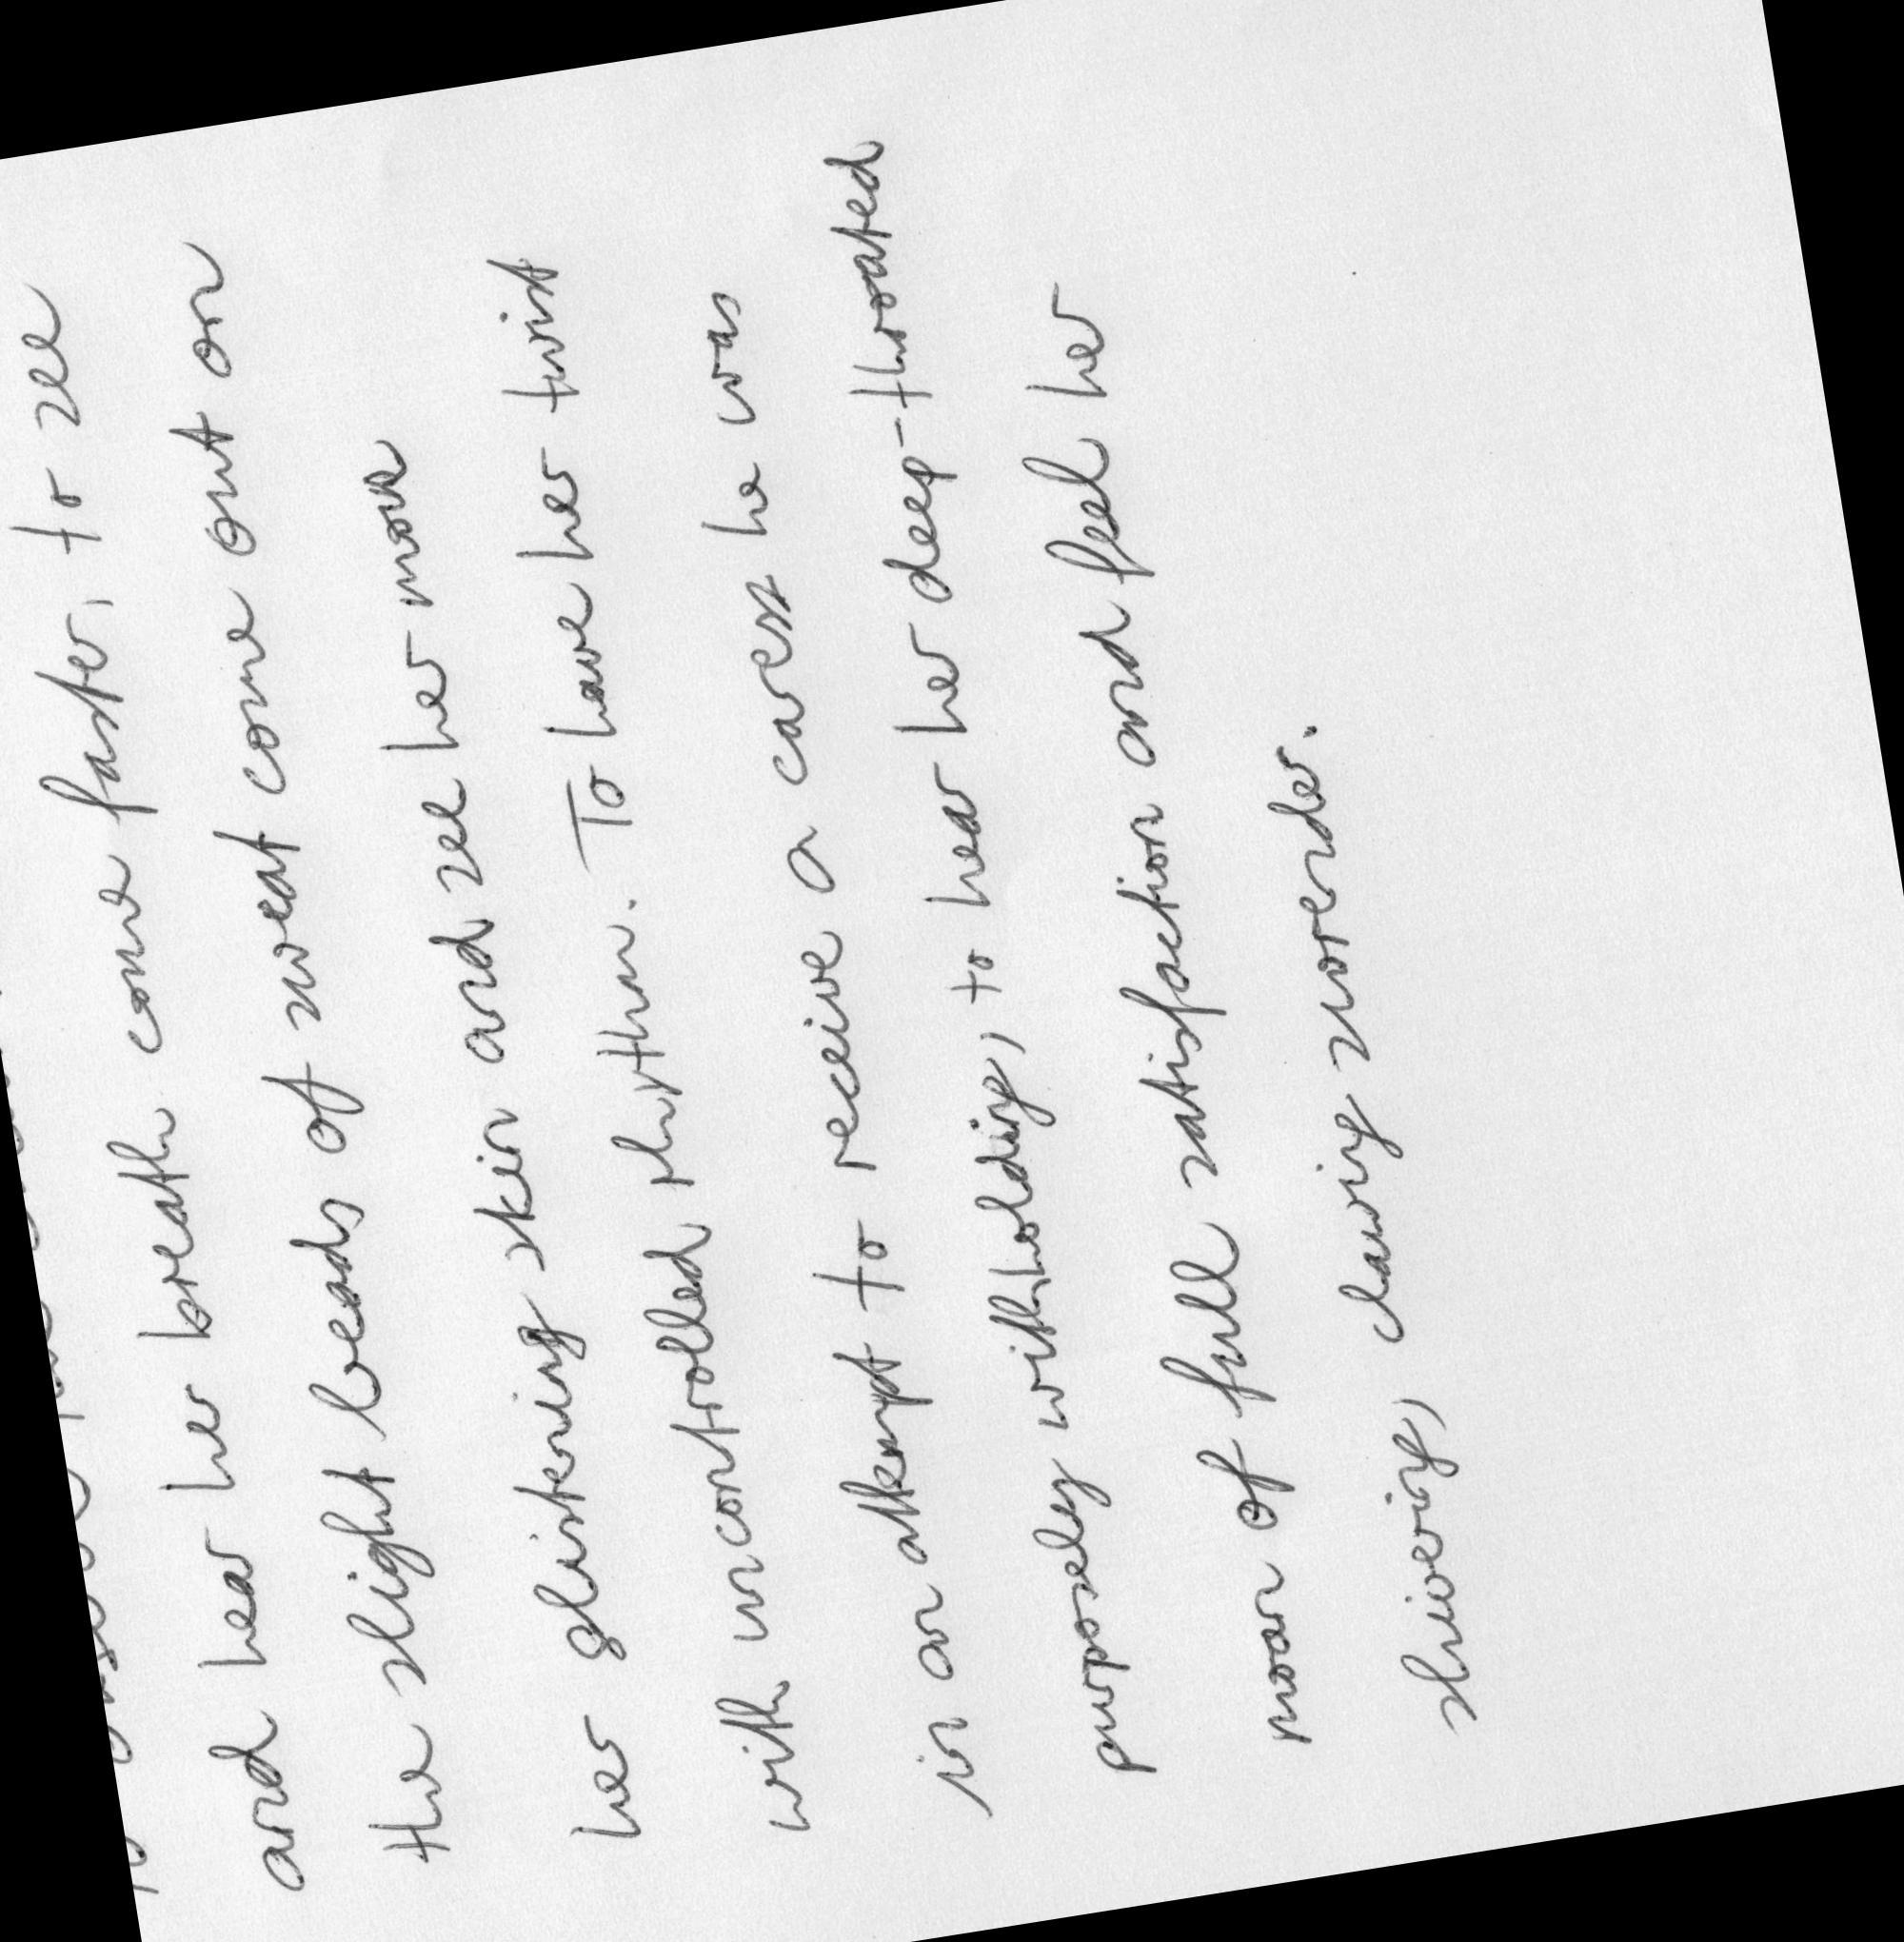 and hear her breath come faster, to see
the slight beads of sweat come out on
her glistening skin and see her move
with uncontrolled rhythm. To have her twist
in an attempt to receive a caress he was
purposeley withholding, to hear her deep-throated
moan of full satisfaction and feel her
shivering, clawing surrender.